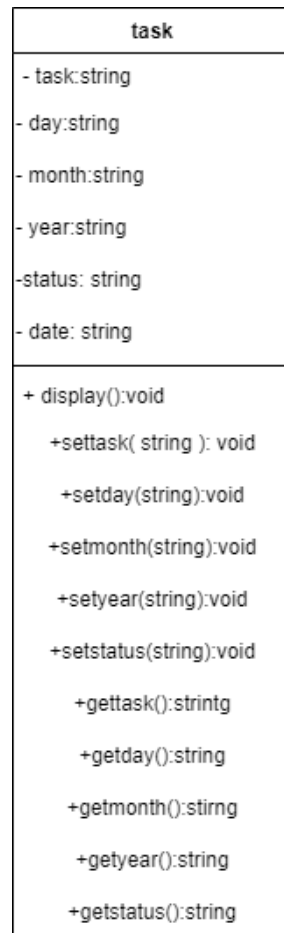 task
- task:string
- day:string
- month:string
- year:string
-status: string
- date: string
+ display():void
+settask( string ): void
+setday(string):void
+setmonth(string):void
+setyear(string):void
+setstatus(string):void
+gettask():strintg
+getday():string
+getmonth():stirng
+getyear():string
+getstatus():string